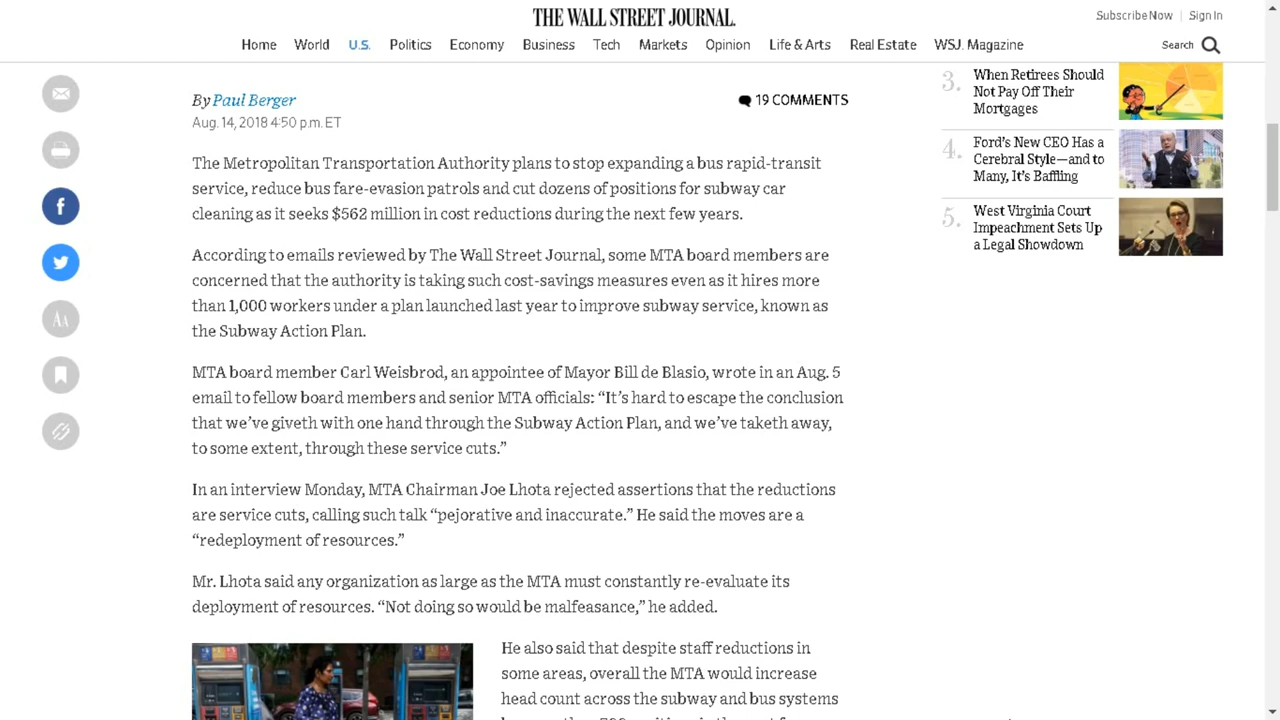 THE WALL STREET JOURNAL.
Subscribe Now | Sign In
Home World U.S. Politics Economy Business Tech Markets Opinion Life & Arts Real Estate WSJ. Magazine
Search
By Paul Berger
19 COMMENTS
Aug. 14, 2018 4:50 p.m. ET
The Metropolitan Transportation Authority plans to stop expanding a bus rapid-transit
service, reduce bus fare-evasion patrols and cut dozens of positions for subway car
cleaning as it seeks $562 million in cost reductions during the next few years.
According to emails reviewed by The Wall Street Journal, some MTA board members are
concerned that the authority is taking such cost-savings measures even as it hires more
than 1,000 workers under a plan launched last year to improve subway service, known as
the Subway Action Plan.
MTA board member Carl Weisbrod, an appointee of Mayor Bill de Blasio, wrote in an Aug. 5
email to fellow board members and senior MTA officials: “It’s hard to escape the conclusion
that we’ve giveth with one hand through the Subway Action Plan, and we’ve taketh away,
to some extent, through these service cuts.”
In an interview Monday, MTA Chairman Joe Lhota rejected assertions that the reductions
are service cuts, calling such talk “pejorative and inaccurate.” He said the moves are a
“redeployment of resources.”
Mr. Lhota said any organization as large as the MTA must constantly re-evaluate its
deployment of resources. “Not doing so would be malfeasance,” he added.
He also said that despite staff reductions in
some areas, overall the MTA would increase
head count across the subway and bus systems
3. When Retirees Should
Not Pay Off Their
Mortgages
4. Ford’s New CEO Has a
Cerebral Style—and to
Many, It’s Baffling
5. West Virginia Court
Impeachment Sets Up
a Legal Showdown
f
AA